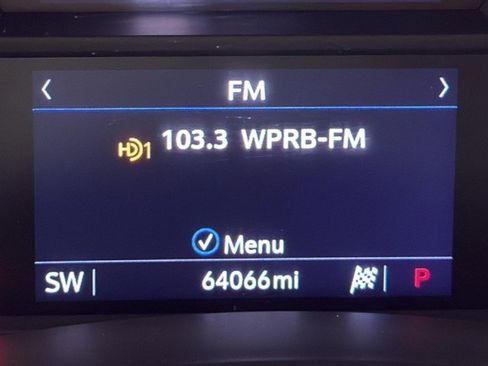 < FM >
HD1 103.3 WPRB-FM
Menu
SW 64066mi P